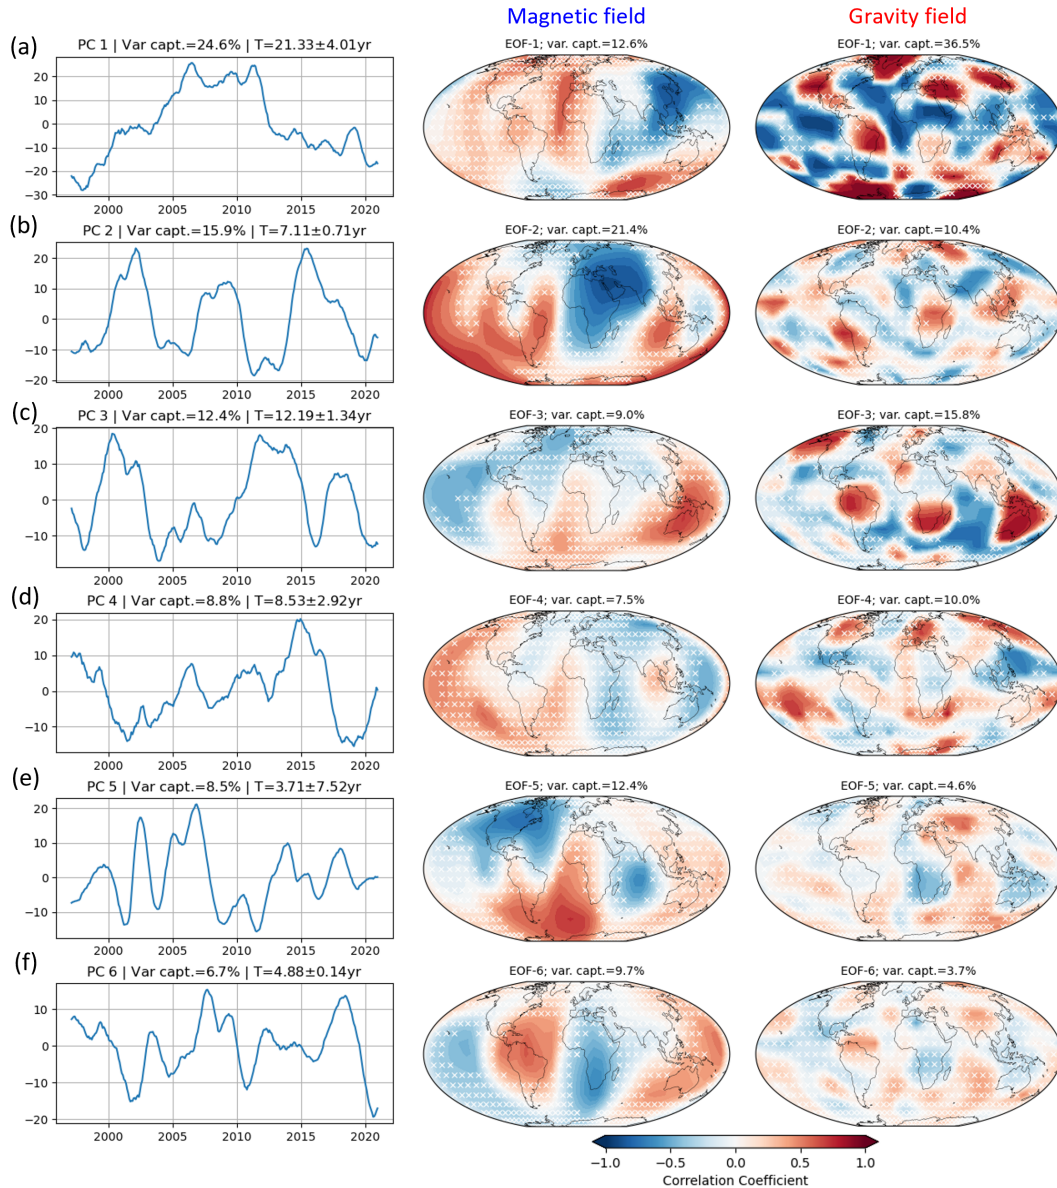 Magnetic field
Gravity field
(a)
PC 1 | Var capt.=24.6% | T=21.33±4.01yr
EOF-1; var. capt.=12.6%
EOF-1; var. capt.=36.5%
20
10
0
−10
−20
−30
2000 2005 2010 2015 2020
(b)
PC 2 | Var capt.=15.9% | T=7.11±0.71yr
EOF-2; var. capt.=21.4%
EOF-2; var. capt.=10.4%
20
10
0
−10
−20
2000 2005 2010 2015 2020
(c)
PC 3 | Var capt.=12.4% | T=12.19±1.34yr
EOF-3; var. capt.=9.0%
EOF-3; var. capt.=15.8%
20
10
0
−10
2000 2005 2010 2015 2020
(d)
PC 4 | Var capt.=8.8% | T=8.53±2.92yr
EOF-4; var. capt.=7.5%
EOF-4; var. capt.=10.0%
20
10
0
−10
2000 2005 2010 2015 2020
(e)
PC 5 | Var capt.=8.5% | T=3.71±7.52yr
EOF-5; var. capt.=12.4%
EOF-5; var. capt.=4.6%
20
10
0
−10
2000 2005 2010 2015 2020
(f)
PC 6 | Var capt.=6.7% | T=4.88±0.14yr
EOF-6; var. capt.=9.7%
EOF-6; var. capt.=3.7%
10
0
−10
−20
2000 2005 2010 2015 2020
−1.0 −0.5 0.0 0.5 1.0
Correlation Coefficient